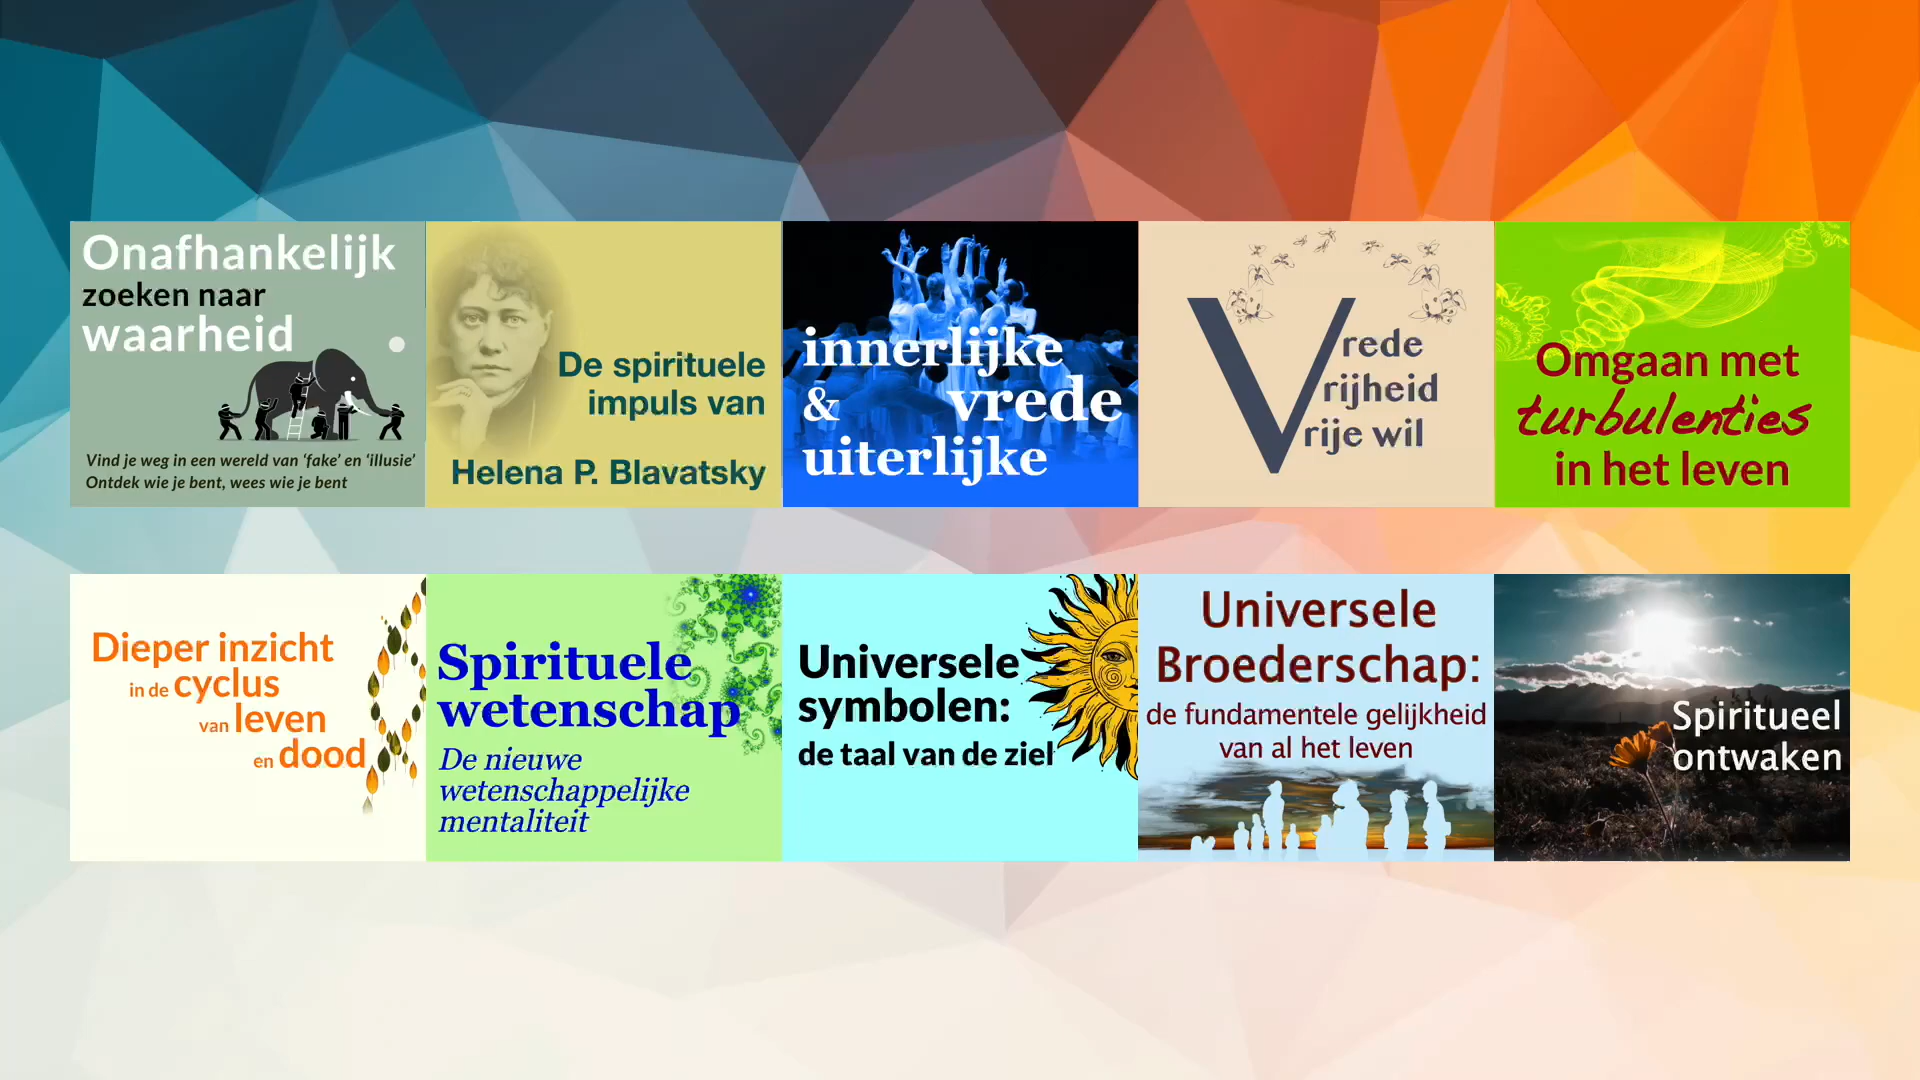 Onafhankelijk
zoeken naar
waarheid
Vind je weg in een wereld van ‘fake’ en ‘illusie’
Ontdek wie je bent, wees wie je bent
De spirituele
impuls van
Helena P. Blavatsky
innerlijke
& vrede
uiterlijke
Vrede
Vrijheid
Vrije wil
Omgaan met
turbulenties
in het leven
Dieper inzicht
in de cyclus
van leven
en dood
Spirituele
wetenschap
De nieuwe
wetenschappelijke
mentaliteit
Universele
symbolen:
de taal van de ziel
Universele
Broederschap:
de fundamentele gelijkheid
van al het leven
Spiritueel
ontwaken